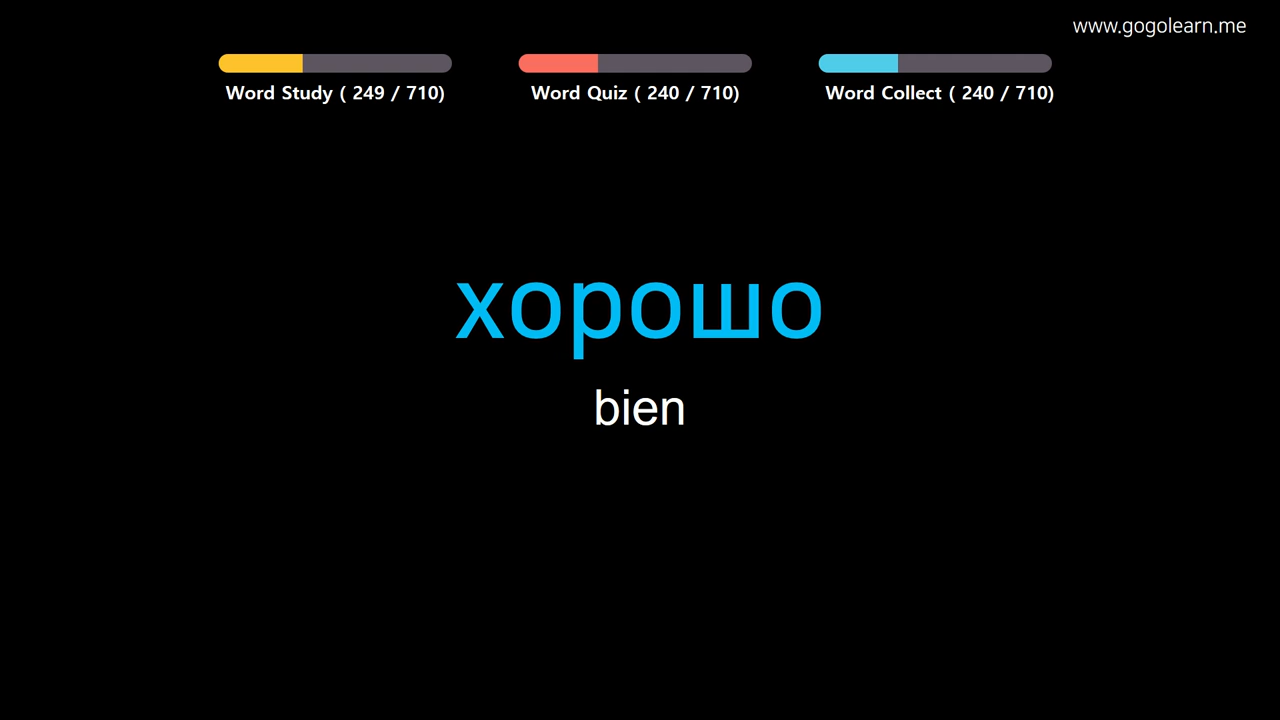 www.gogolearn.me
Word Study ( 249 / 710)
Word Quiz ( 240 / 710)
Word Collect ( 240 / 710)
хорошо
bien